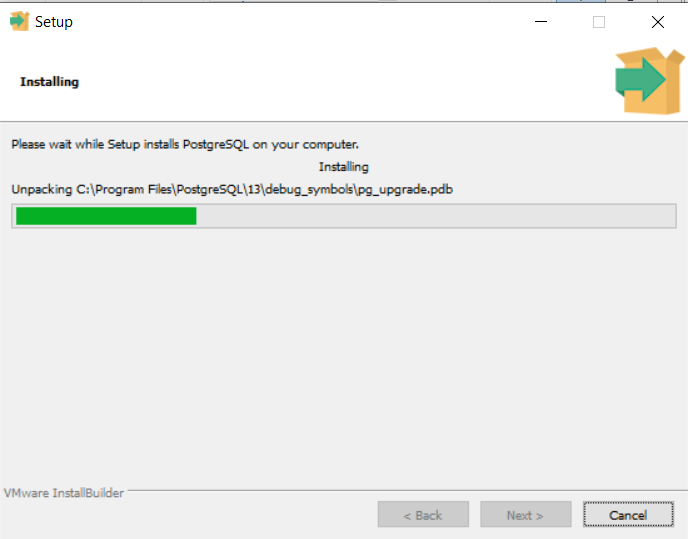 Setup
Installing
Please wait while Setup installs PostgreSQL on your computer.
Installing
Unpacking C:\Program Files\PostgreSQL\13\debug_symbols\pg_upgrade.pdb
VMware InstallBuilder
< Back
Next >
Cancel